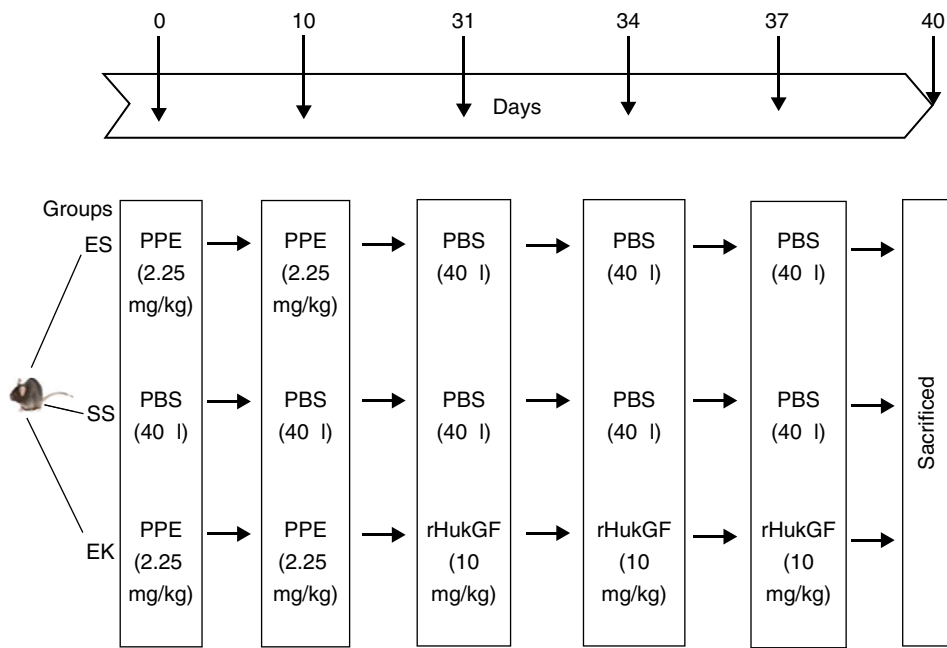 0 10 31 34 37 40
Days
Groups
ES
PPE
(2.25
mg/kg)
PPE
(2.25
mg/kg)
PBS
(40 l)
PBS
(40 l)
PBS
(40 l)
SS
PBS
(40 l)
PBS
(40 l)
PBS
(40 l)
PBS
(40 l)
PBS
(40 l)
EK
PPE
(2.25
mg/kg)
PPE
(2.25
mg/kg)
rHukGF
(10
mg/kg)
rHukGF
(10
mg/kg)
rHukGF
(10
mg/kg)
Sacrificed